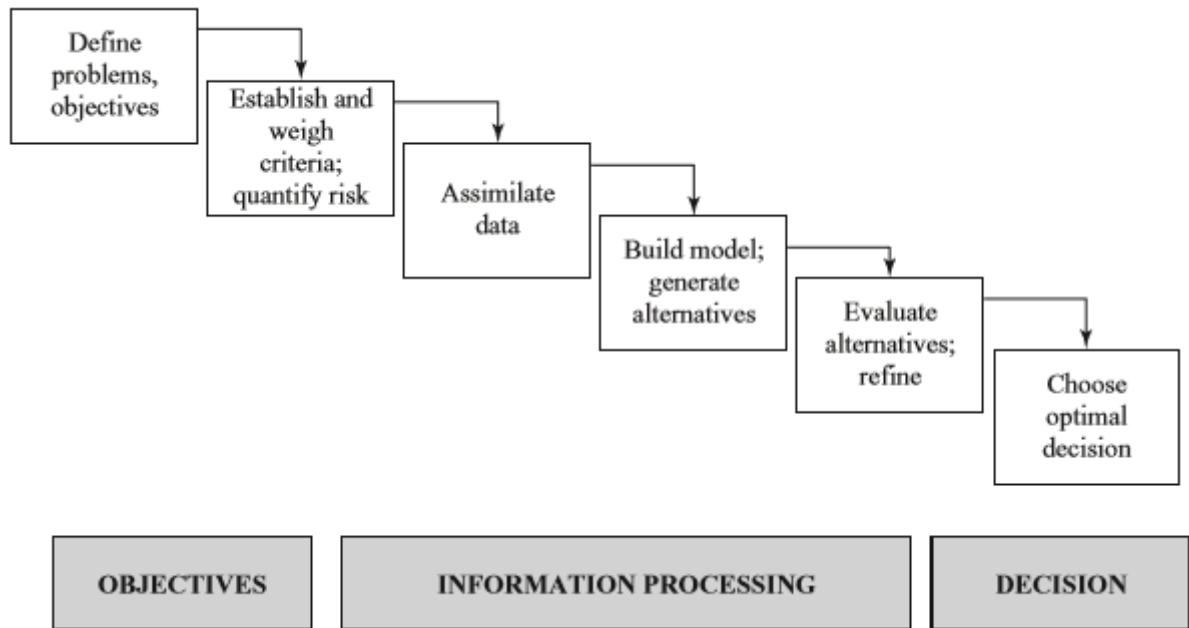 Define
problems,
objectives
Establish and
weigh
criteria;
quantify risk
Assimilate
data
Build model;
generate
alternatives
Evaluate
alternatives;
refine
Choose
optimal
decision
OBJECTIVES
INFORMATION PROCESSING
DECISION